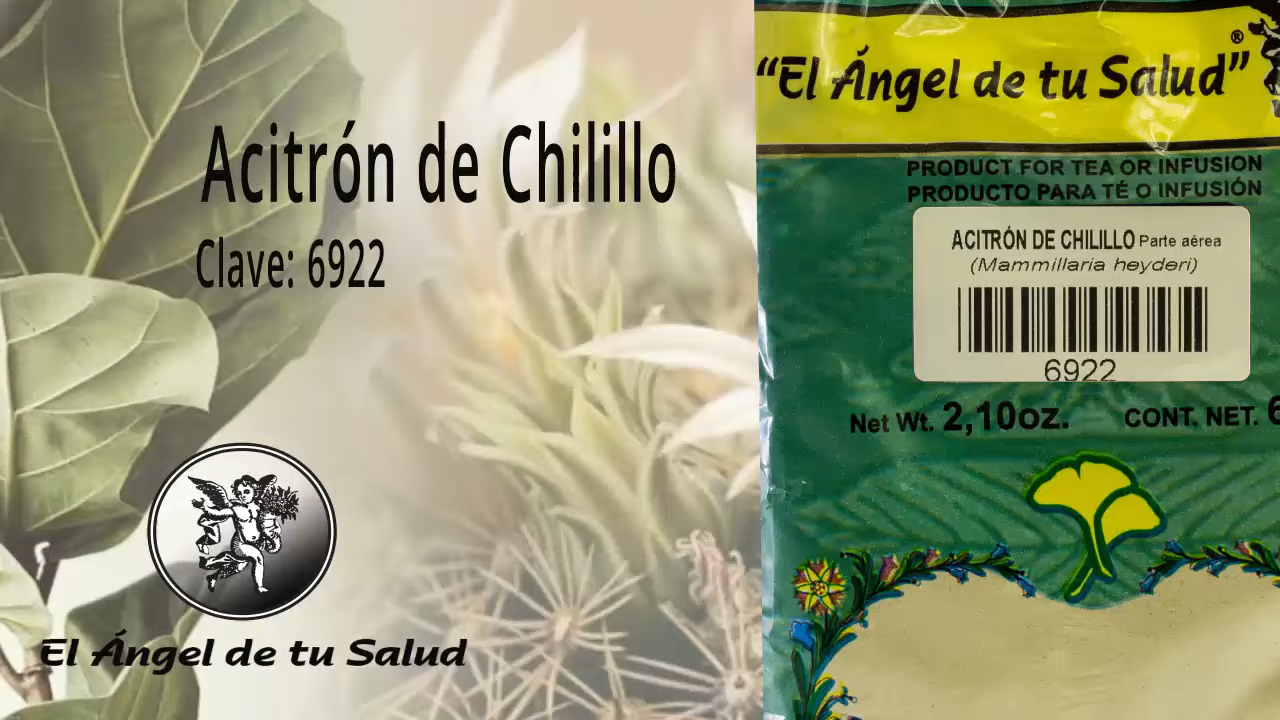 Acitrón de Chilillo
Clave: 6922
El Ángel de tu Salud
“El Ángel de tu Salud”®
PRODUCT FOR TEA OR INFUSION
PRODUCTO PARA TÉ O INFUSIÓN
ACITRÓN DE CHILILLO Parte aérea
(Mammillaria heyderi)
6922
Net Wt. 2,10oz. CONT. NET. 6